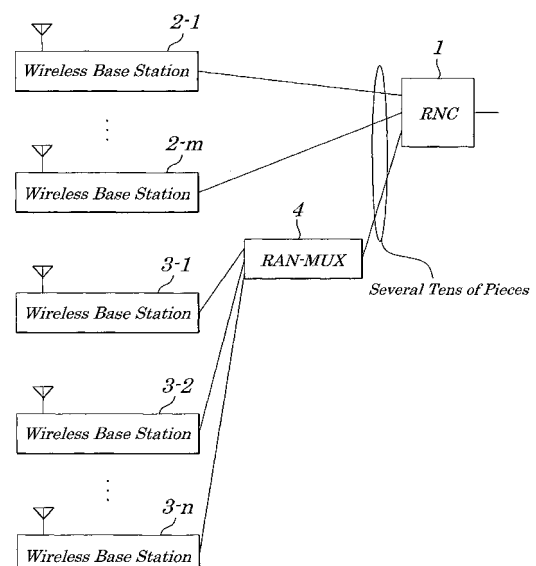 2-1
Wireless Base Station
1
RNC
2-m
Wireless Base Station
4
RAN-MUX
Several Tens of Pieces
3-1
Wireless Base Station
3-2
Wireless Base Station
3-n
Wireless Base Station